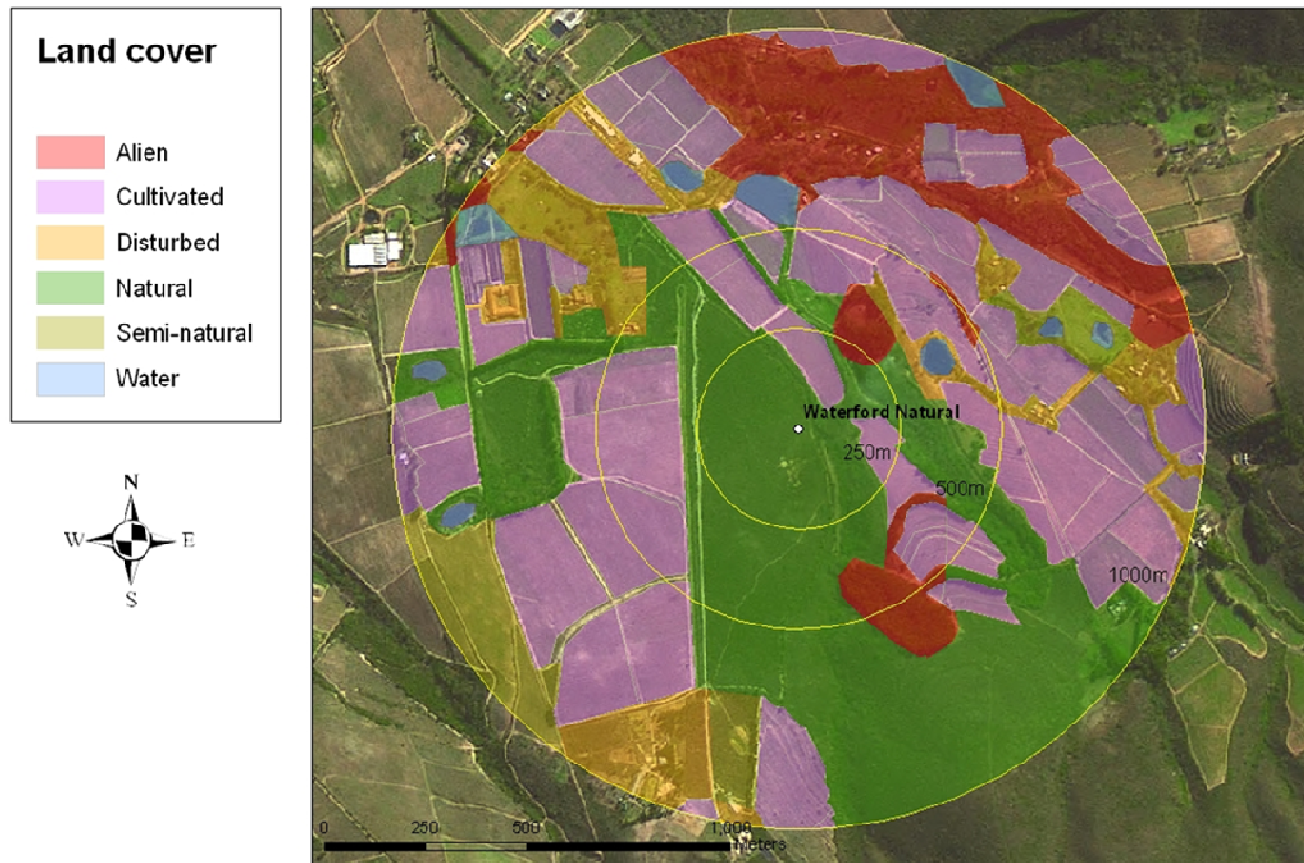 Land cover
Alien
Cultivated
Disturbed
Natural
Semi-natural
Water
N
W E
S
Waterford Natural
250m
500m
1000m
0 250 500 1,000
Meters